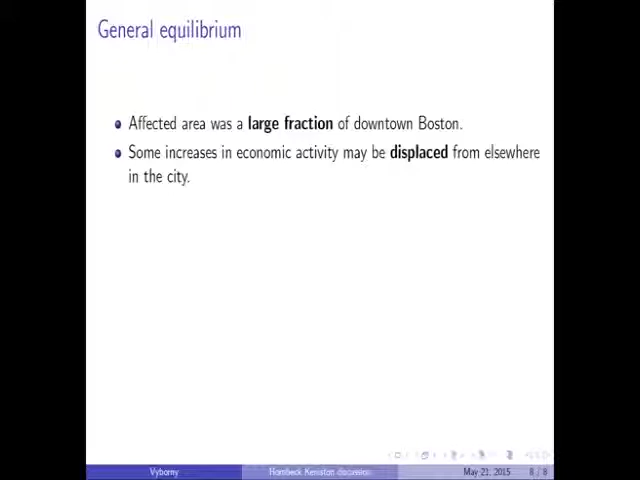 General equilibrium
Affected area was a large fraction of downtown Boston.
Some increases in economic activity may be displaced from elsewhere
in the city.
Vyborny Hornbeck Keniston discussion May 21, 2015 8 / 8